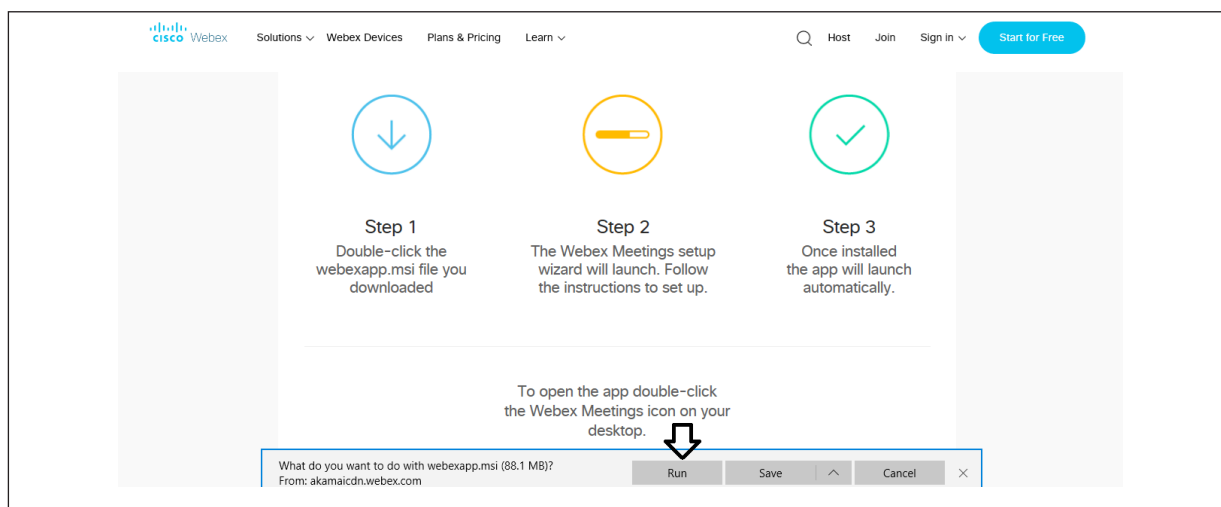 CISCO Webex Solutions Webex Devices Plans & Pricing Learn Host Join Sign in Start for Free
Step 1
Double-click the
webexapp.msi file you
downloaded
Step 2
The Webex Meetings setup
wizard will launch. Follow
the instructions to set up.
Step 3
Once installed
the app will launch
automatically.
To open the app double-click
the Webex Meetings icon on your
desktop.
What do you want to do with webexapp.msi (88.1 MB)?
From: akamaicdn.webex.com
Run Save Cancel